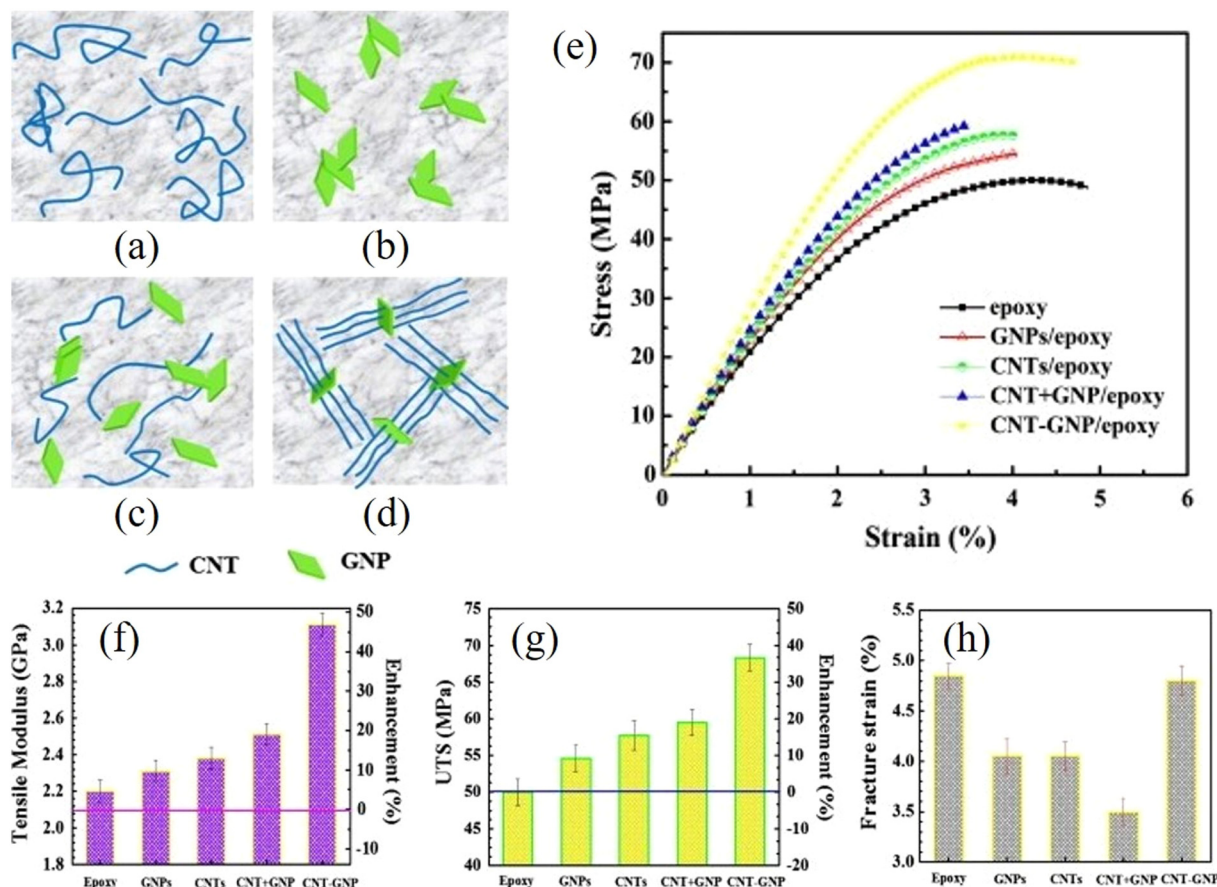 (a)
(b)
(c)
(d)
CNT
GNP
(e)
Stress (MPa)
70
60
50
40
30
20
10
0
epoxy
GNPs/epoxy
CNTs/epoxy
CNT+GNP/epoxy
CNT-GNP/epoxy
0 1 2 3 4 5 6
Strain (%)
(f)
Tensile Modulus (GPa)
3.2
3.0
2.8
2.6
2.4
2.2
2.0
1.8
50
40
30
20
10
0
-10
Enhancement (%)
Epoxy GNPs CNTs CNT+GNP CNT-GNP
(g)
UTS (MPa)
75
70
65
60
55
50
45
40
50
40
30
20
10
0
-10
-20
Enhancement (%)
Epoxy GNPs CNTs CNT+GNP CNT-GNP
(h)
Fracture strain (%)
5.5
5.0
4.5
4.0
3.5
3.0
Epoxy GNPs CNTs CNT+GNP CNT-GNP